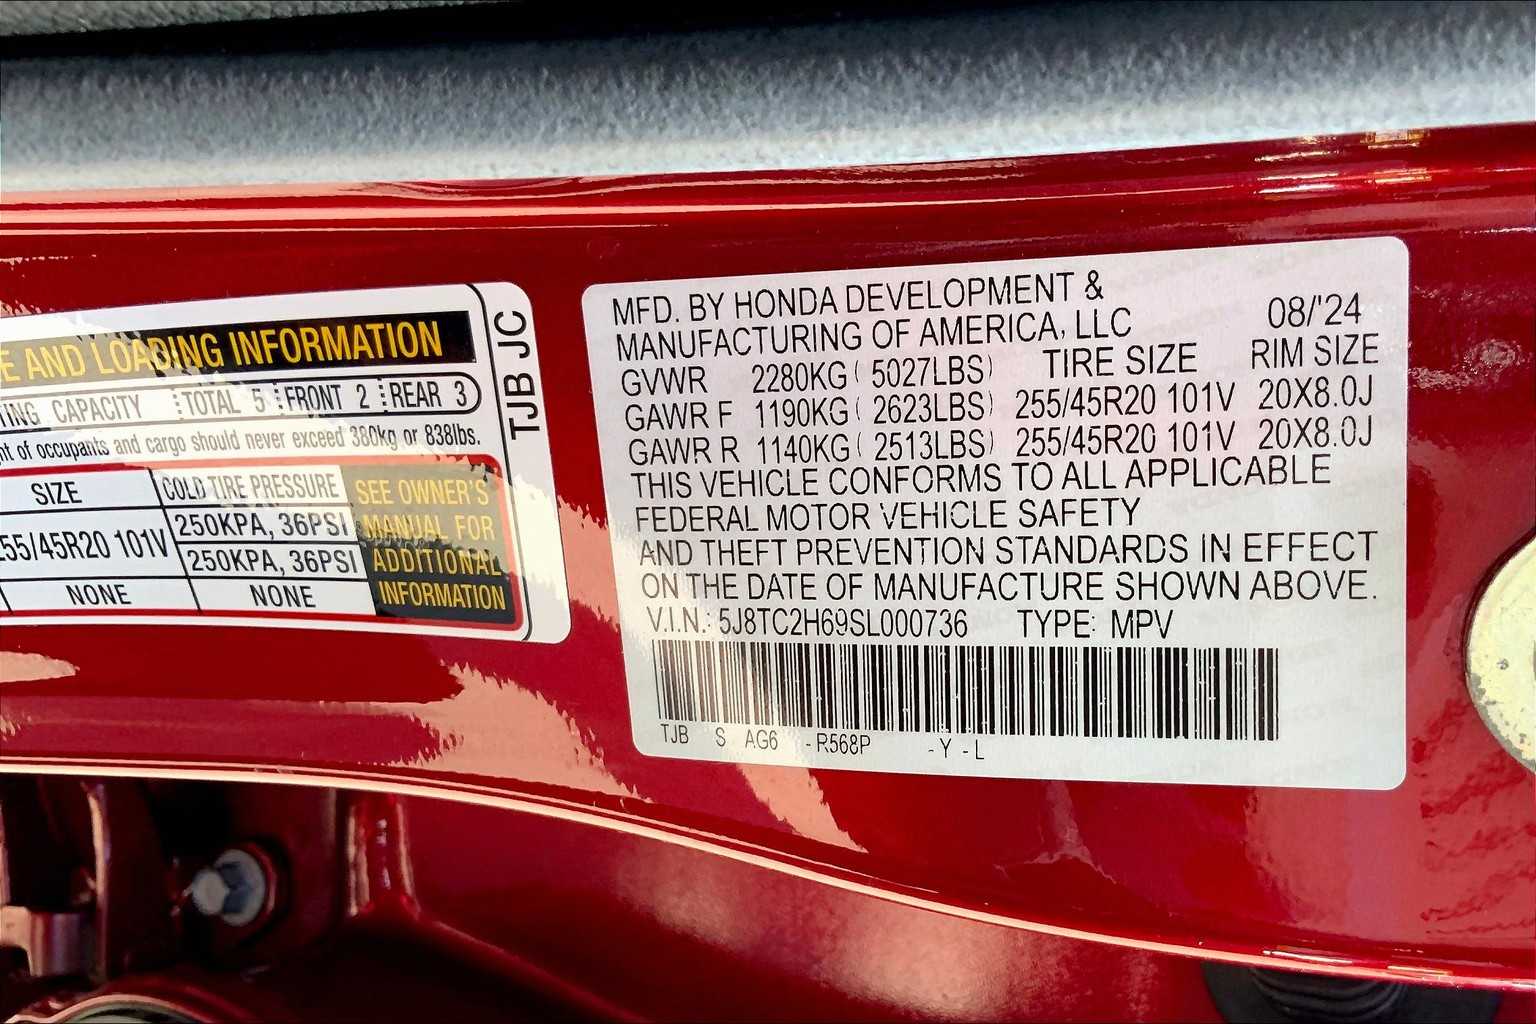 E AND LOADING INFORMATION
TING CAPACITY TOTAL 5 FRONT 2 REAR 3
ht of occupants and cargo should never exceed 380kg or 838lbs.
SIZE COLD TIRE PRESSURE
255/45R20 101V 250KPA, 36PSI
250KPA, 36PSI
NONE NONE
SEE OWNER'S
MANUAL FOR
ADDITIONAL
INFORMATION
TJB JC
MFD. BY HONDA DEVELOPMENT &
MANUFACTURING OF AMERICA, LLC 08/'24
GVWR 2280KG ( 5027LBS) TIRE SIZE RIM SIZE
GAWR F 1190KG ( 2623LBS) 255/45R20 101V 20X8.0J
GAWR R 1140KG ( 2513LBS) 255/45R20 101V 20X8.0J
THIS VEHICLE CONFORMS TO ALL APPLICABLE
FEDERAL MOTOR VEHICLE SAFETY
AND THEFT PREVENTION STANDARDS IN EFFECT
ON THE DATE OF MANUFACTURE SHOWN ABOVE.
V.I.N.: 5J8TC2H69SL000736 TYPE: MPV
TJB S AG6 -R568P -Y -L